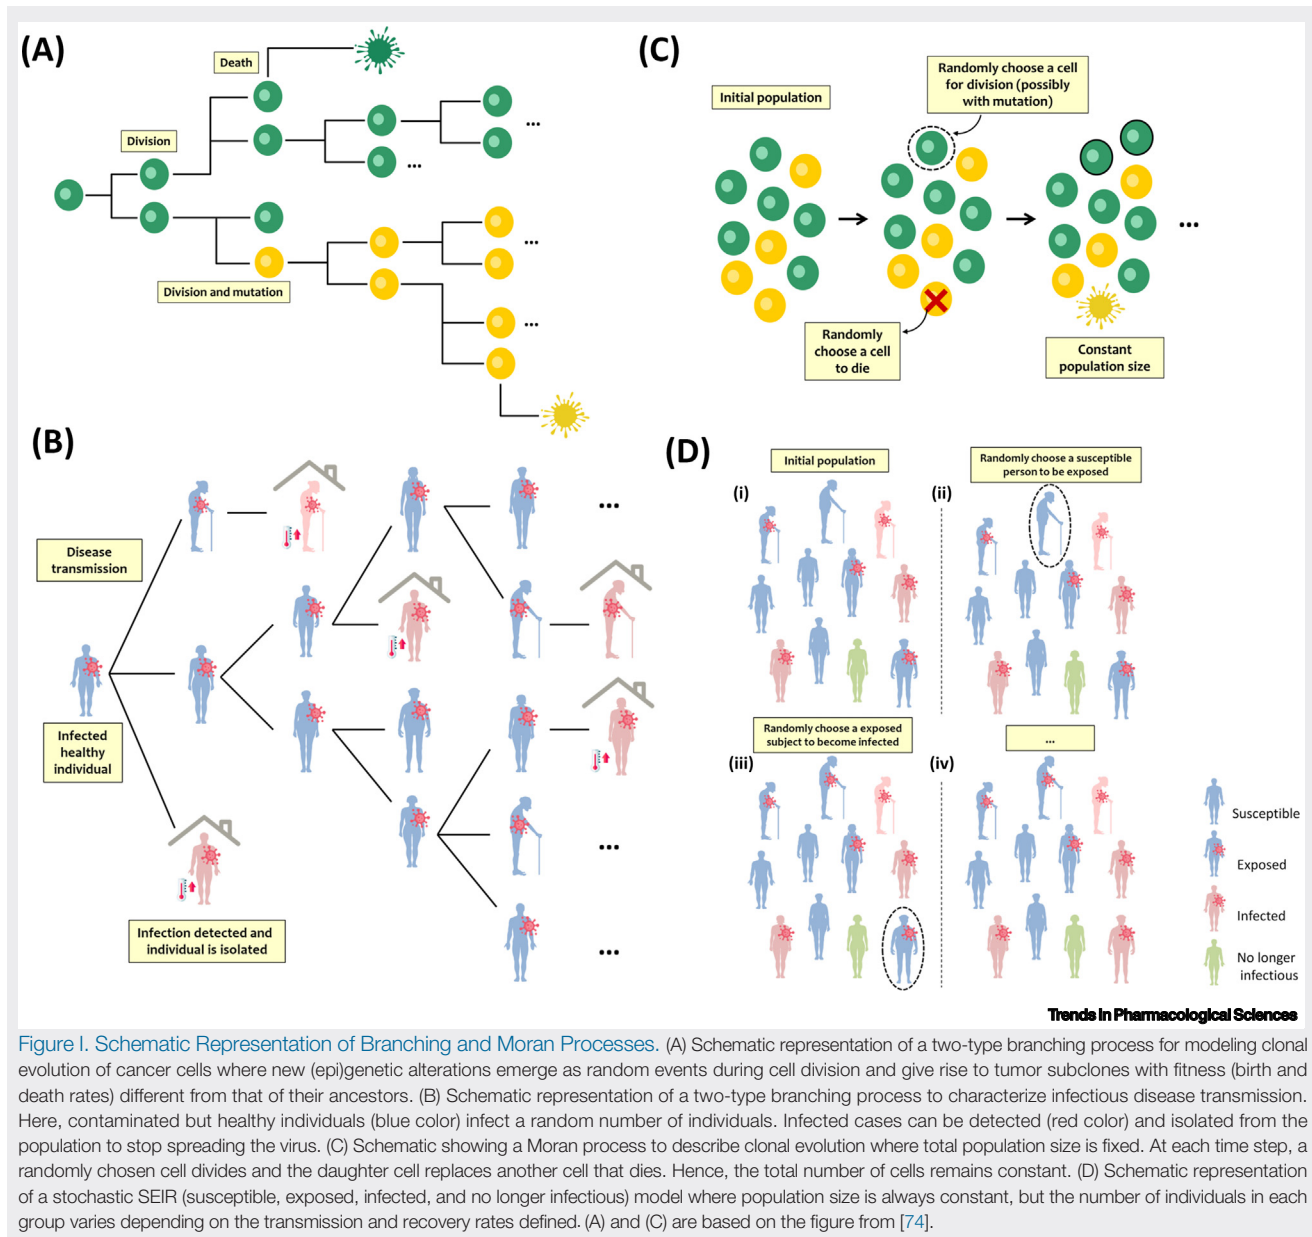 (A)
Death
Division
Division and mutation
...
...
...
...
(C)
Initial population
Randomly choose a cell
for division (possibly
with mutation)
Randomly
choose a cell
to die
Constant
population size
...
(B)
Disease
transmission
Infected
healthy
individual
Infection detected and
individual is isolated
...
...
...
(D)
Initial population
(i)
Randomly choose a susceptible
person to be exposed
(ii)
Randomly choose a exposed
subject to become infected
(iii)
...
(iv)
Susceptible
Exposed
Infected
No longer
infectious
Trends in Pharmacological Sciences
Figure I. Schematic Representation of Branching and Moran Processes. (A) Schematic representation of a two-type branching process for modeling clonal
evolution of cancer cells where new (epi)genetic alterations emerge as random events during cell division and give rise to tumor subclones with fitness (birth and
death rates) different from that of their ancestors. (B) Schematic representation of a two-type branching process to characterize infectious disease transmission.
Here, contaminated but healthy individuals (blue color) infect a random number of individuals. Infected cases can be detected (red color) and isolated from the
population to stop spreading the virus. (C) Schematic showing a Moran process to describe clonal evolution where total population size is fixed. At each time step, a
randomly chosen cell divides and the daughter cell replaces another cell that dies. Hence, the total number of cells remains constant. (D) Schematic representation
of a stochastic SEIR (susceptible, exposed, infected, and no longer infectious) model where population size is always constant, but the number of individuals in each
group varies depending on the transmission and recovery rates defined. (A) and (C) are based on the figure from [74].